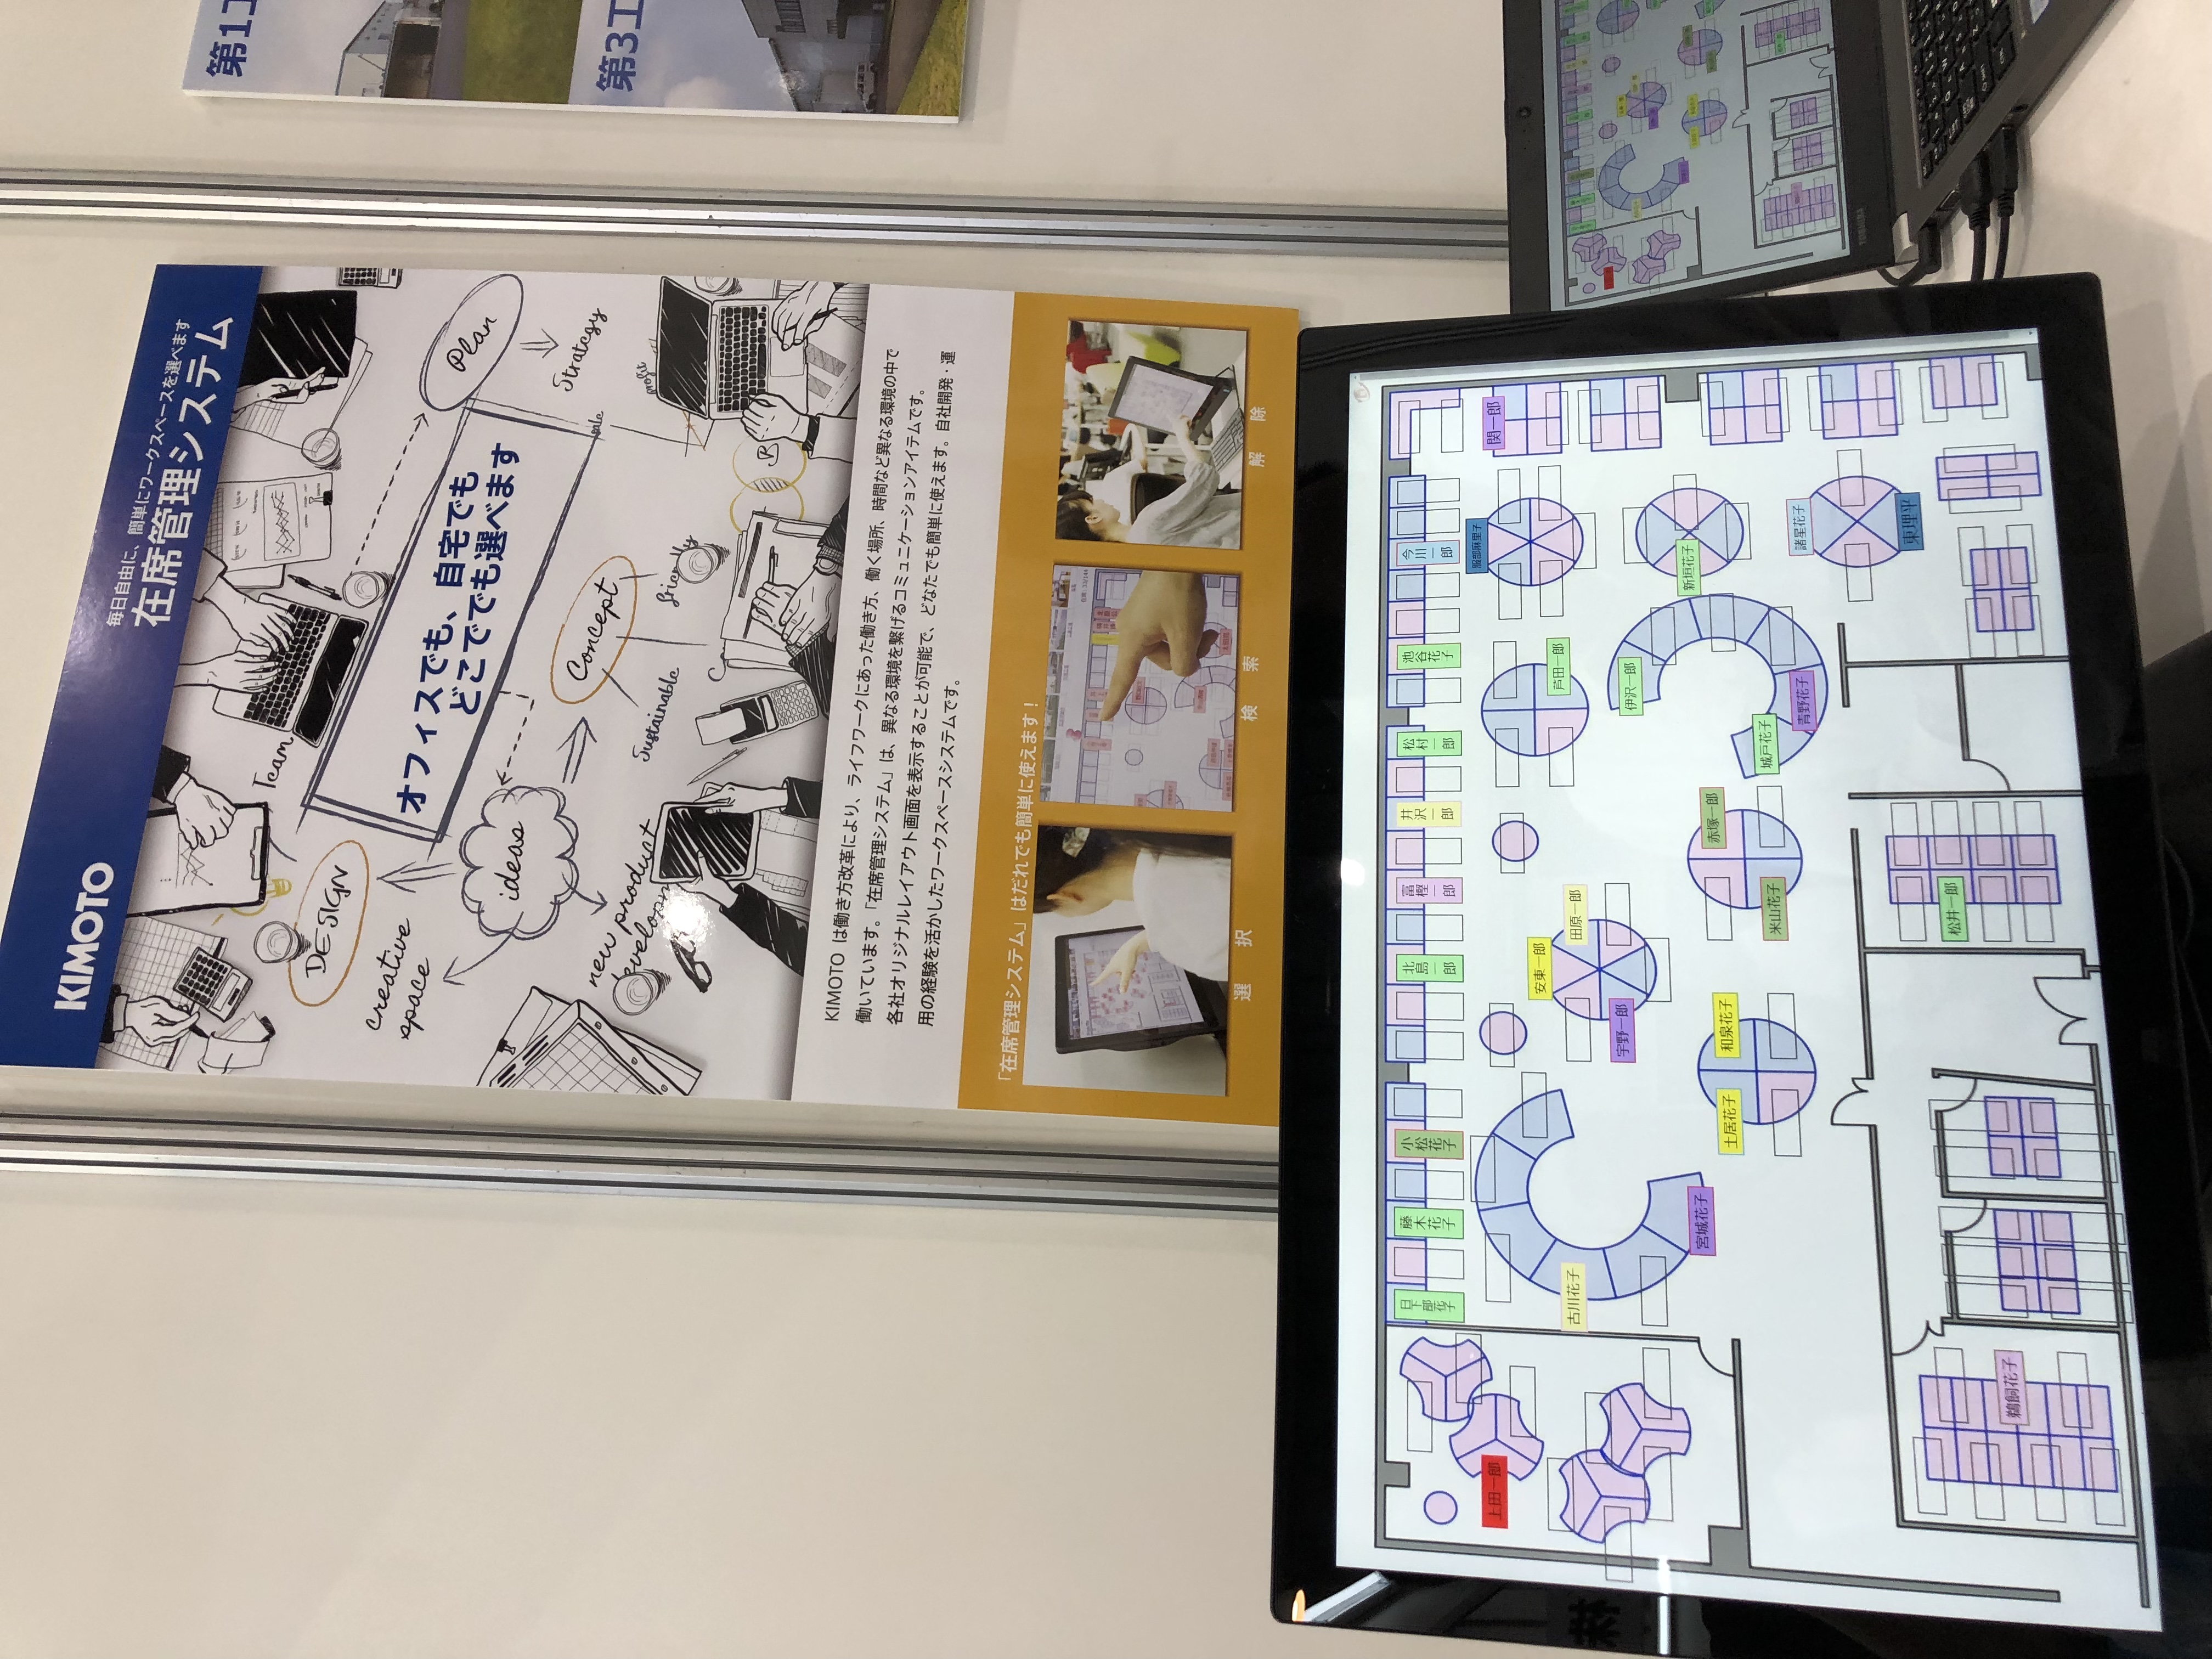 KIMOTO
毎日自由に、簡単にワークスペースを選べます
在席管理システム
Team
DESIGN
creative
space
オフィスでも、自宅でも
どこででも選べます
Plan
ideas
Strategy
Concept
new product
Sustainable
friendly
profit
B
KIMOTO は働き方改革により、ライフワークにあった働き方、働く場所、時間など異なる環境の中で
働いています。「在席管理システム」は、異なる環境を繋げるコミュニケーションアイテムです。
各社オリジナルレイアウト画面を表示することが可能で、どなたでも簡単に使えます。自社開発・運
用の経験を活かしたワークスペースシステムです。
「在席管理システム」はだれでも簡単に使えます！
選 択
検 索
解 除
第1工
第3工
日下部花子
藤木花子
小松花子
北島一郎
富樫一郎
井沢一郎
松村一郎
池谷花子
今川一郎
上田一郎
服部麻里子
関一郎
安東一郎
芦田一郎
古川花子
田原一郎
宇野一郎
伊沢一郎
宮城花子
新垣花子
土居花子
和泉花子
赤塚一郎
米山花子
城戸花子
青野花子
諸星花子
東理平
松井一郎
鵜飼花子
株
TOSHIBA